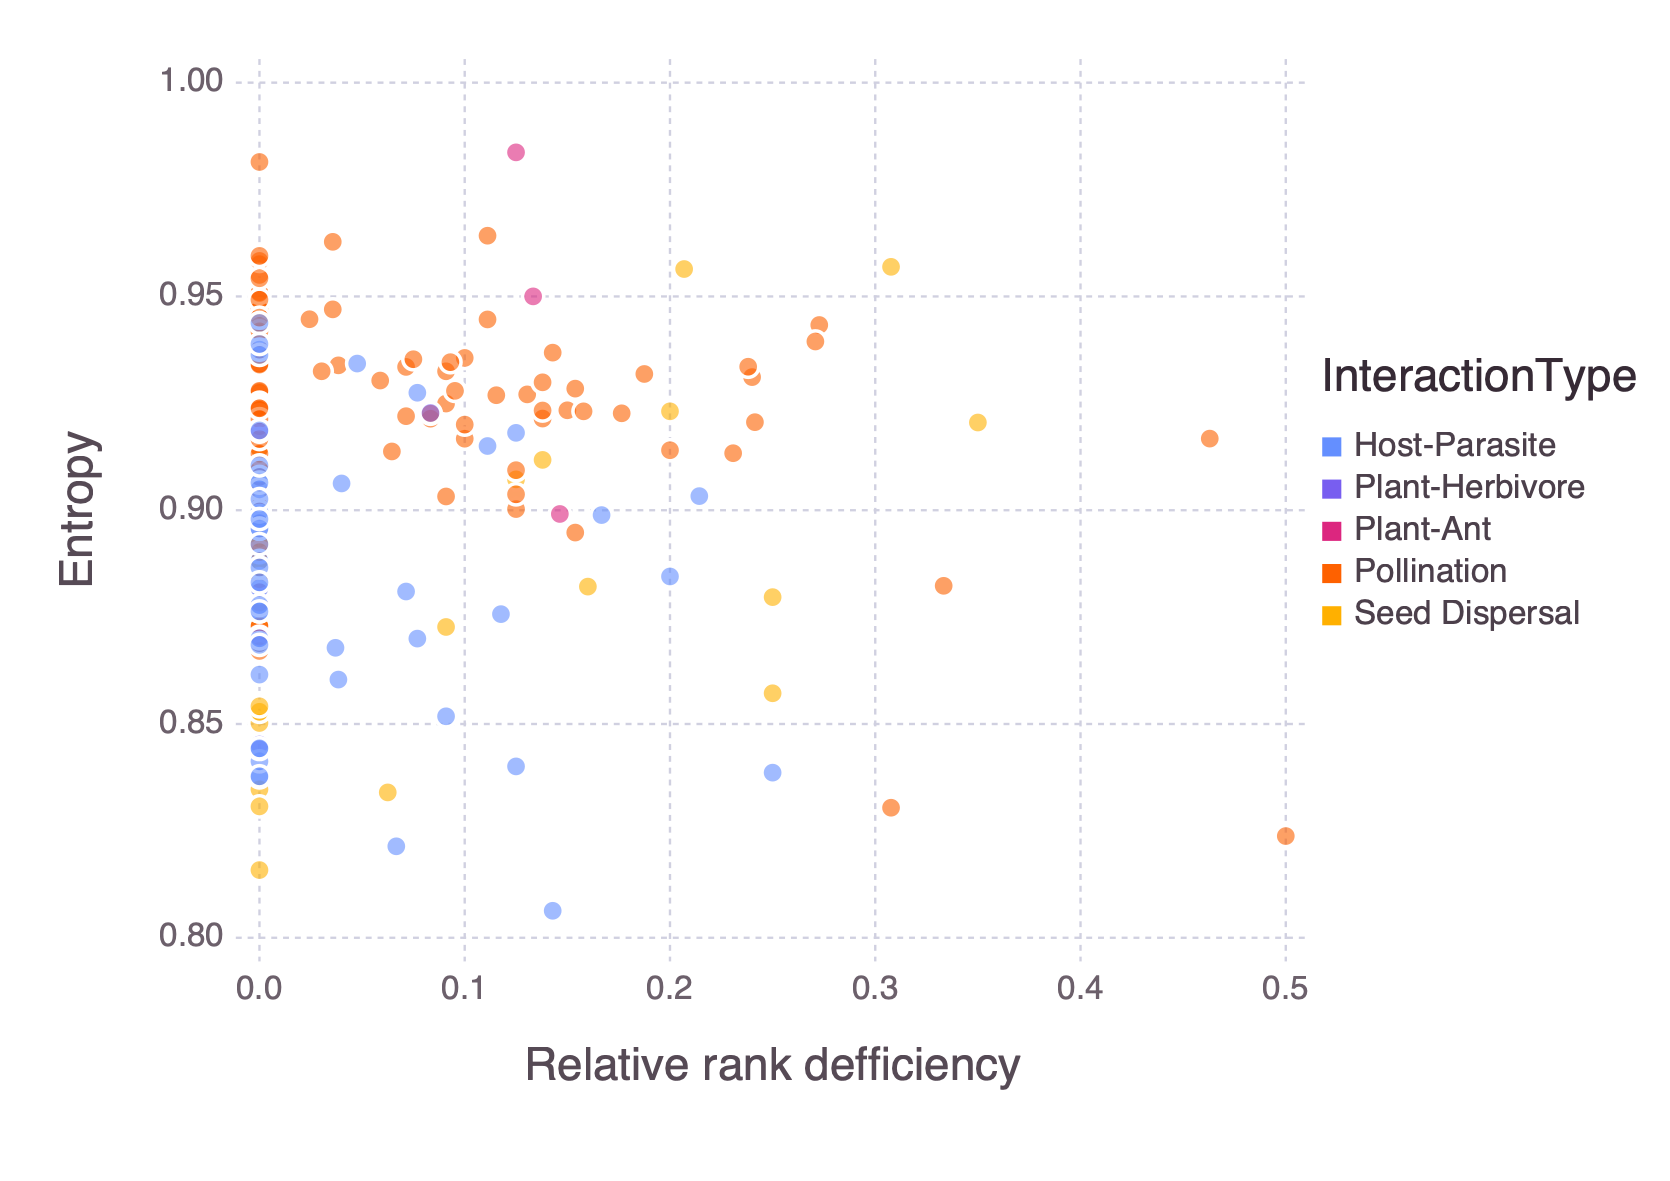 1.00
0.95
0.90
0.85
0.80
Entropy
0.0 0.1 0.2 0.3 0.4 0.5
Relative rank defficiency
InteractionType
Host-Parasite
Plant-Herbivore
Plant-Ant
Pollination
Seed Dispersal